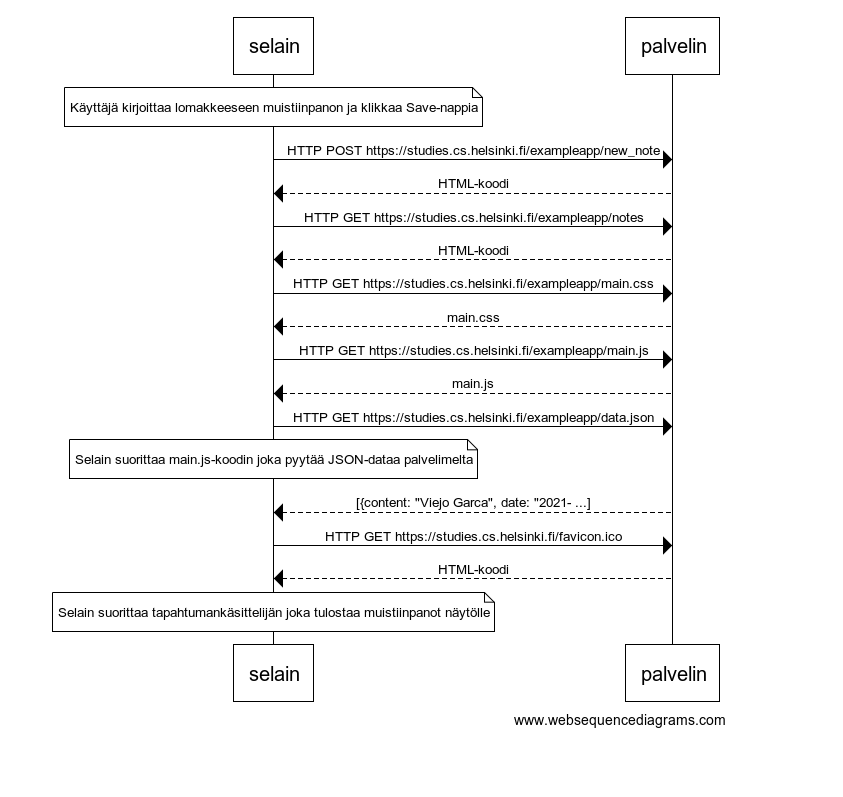 selain palvelin
Käyttäjä kirjoittaa lomakkeeseen muistiinpanon ja klikkaa Save-nappia
HTTP POST https://studies.cs.helsinki.fi/exampleapp/new_note
HTML-koodi
HTTP GET https://studies.cs.helsinki.fi/exampleapp/notes
HTML-koodi
HTTP GET https://studies.cs.helsinki.fi/exampleapp/main.css
main.css
HTTP GET https://studies.cs.helsinki.fi/exampleapp/main.js
main.js
HTTP GET https://studies.cs.helsinki.fi/exampleapp/data.json
Selain suorittaa main.js-koodin joka pyytää JSON-dataa palvelimelta
[{content: "Viejo Garca", date: "2021- ...]
HTTP GET https://studies.cs.helsinki.fi/favicon.ico
HTML-koodi
Selain suorittaa tapahtumankäsittelijän joka tulostaa muistiinpanot näytölle
selain palvelin
www.websequencediagrams.com